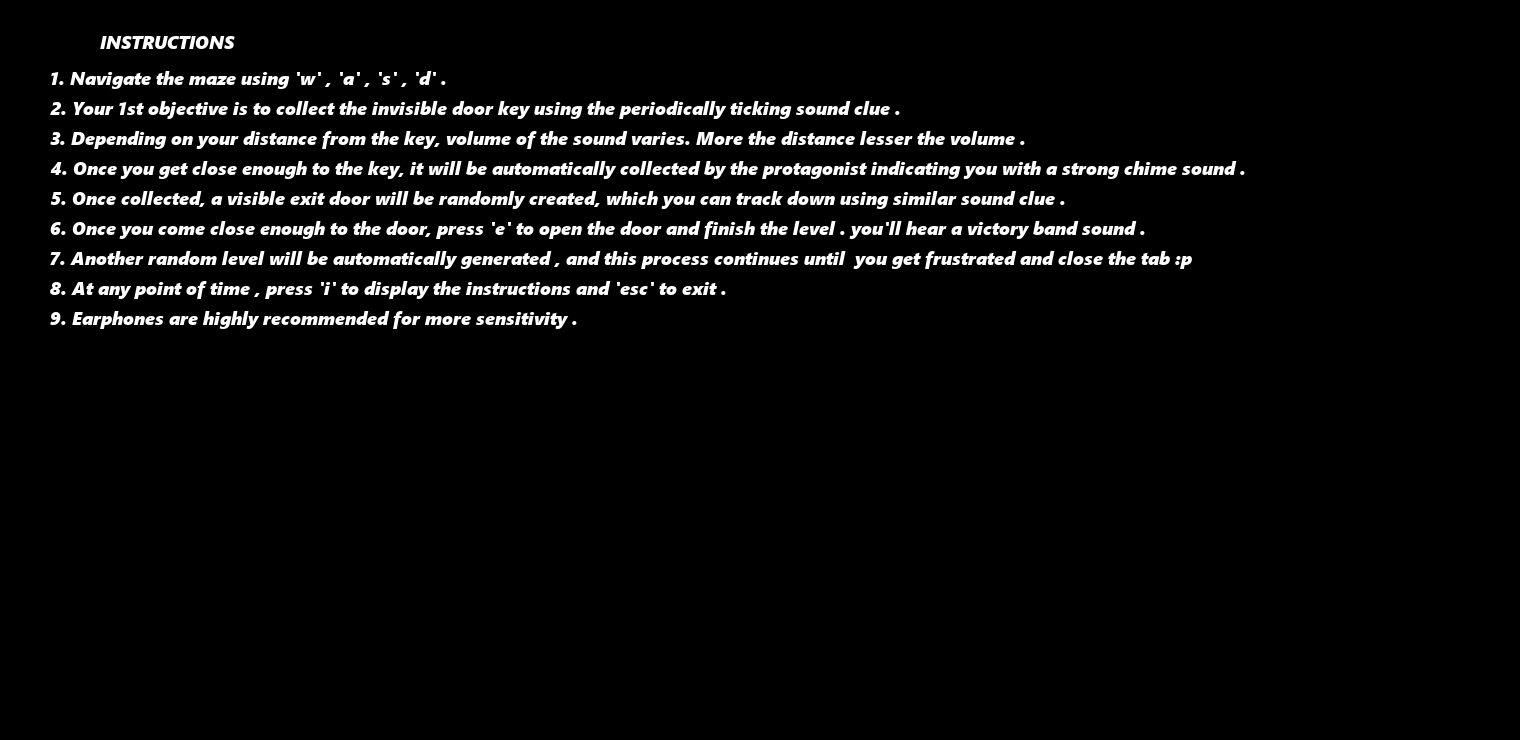 INSTRUCTIONS
1. Navigate the maze using 'w' , 'a' , 's' , 'd' .
2. Your 1st objective is to collect the invisible door key using the periodically ticking sound clue .
3. Depending on your distance from the key, volume of the sound varies. More the distance lesser the volume .
4. Once you get close enough to the key, it will be automatically collected by the protagonist indicating you with a strong chime sound .
5. Once collected, a visible exit door will be randomly created, which you can track down using similar sound clue .
6. Once you come close enough to the door, press 'e' to open the door and finish the level . you'll hear a victory band sound .
7. Another random level will be automatically generated , and this process continues until  you get frustrated and close the tab :p
8. At any point of time , press 'i' to display the instructions and 'esc' to exit .
9. Earphones are highly recommended for more sensitivity .